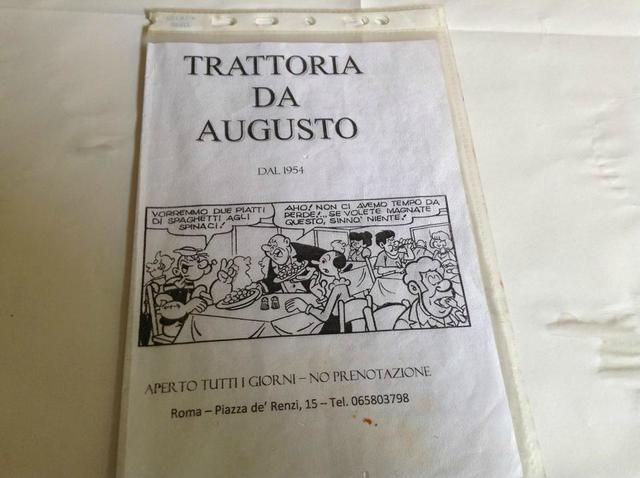 TRATTORIA
DA
AUGUSTO
DAL 1954
VORREMMO DUE PIATTI
DI SPAGHETTI AGLI
SPINACI!
AHO! NON CI AVEMO TEMPO DA
PERDE!... SE VOLETE MAGNATE
QUESTO, SINNO' NIENTE!
APERTO TUTTI I GIORNI – NO PRENOTAZIONE
Roma – Piazza de' Renzi, 15 – Tel. 065803798